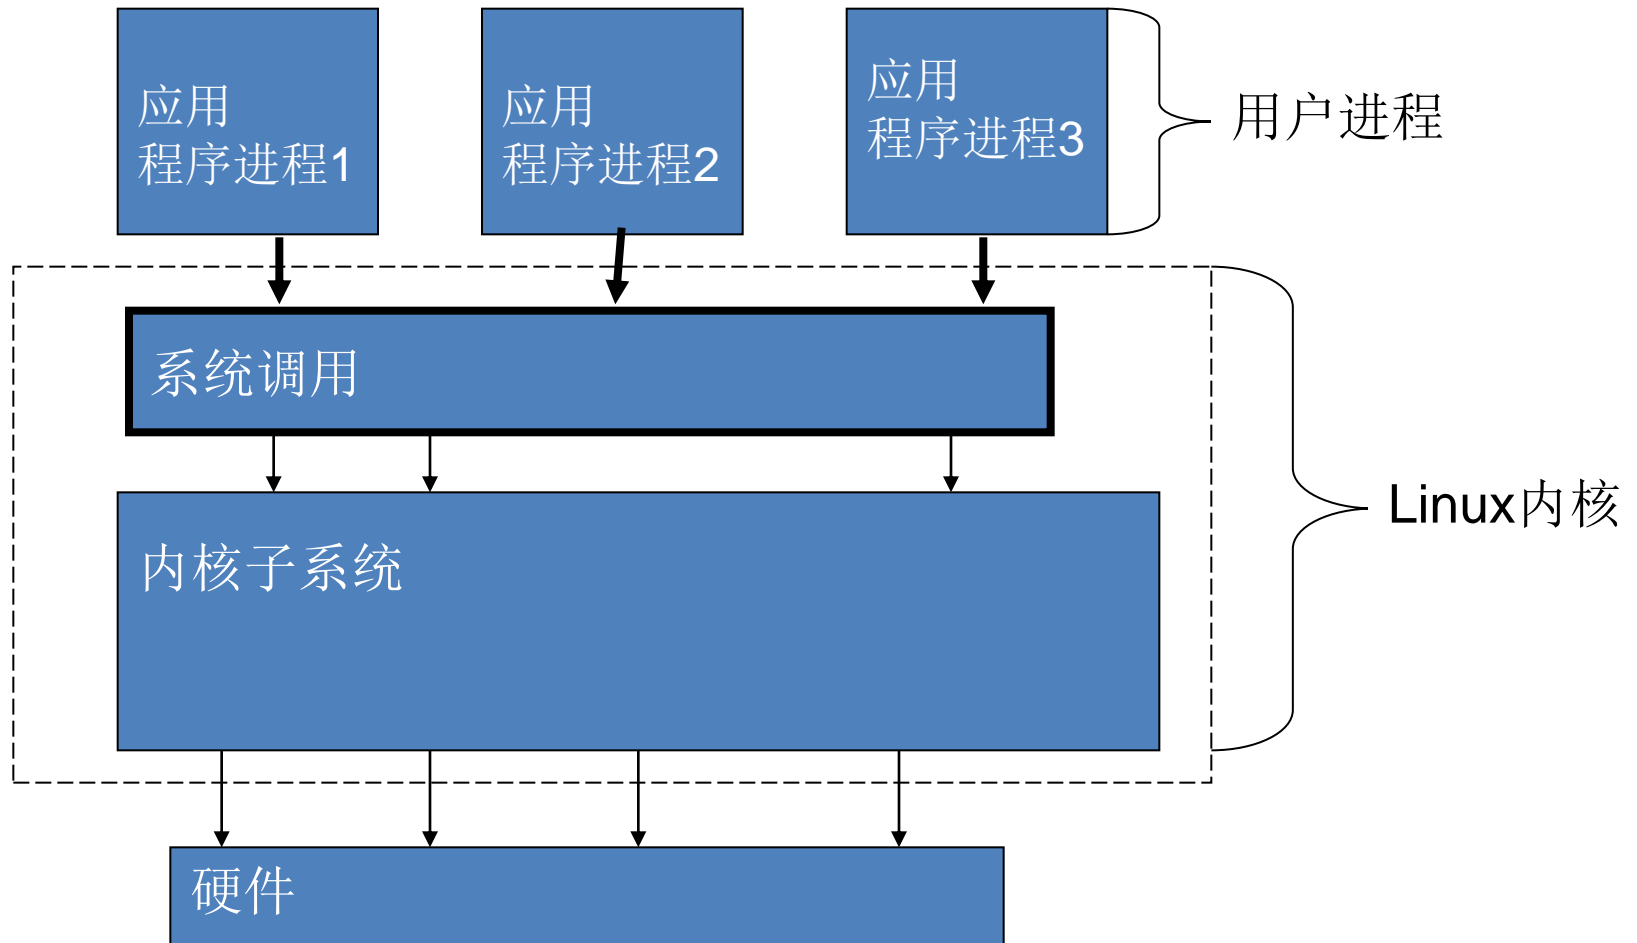 应用
程序进程1
应用
程序进程2
应用
程序进程3
用户进程
系统调用
Linux内核
内核子系统
硬件